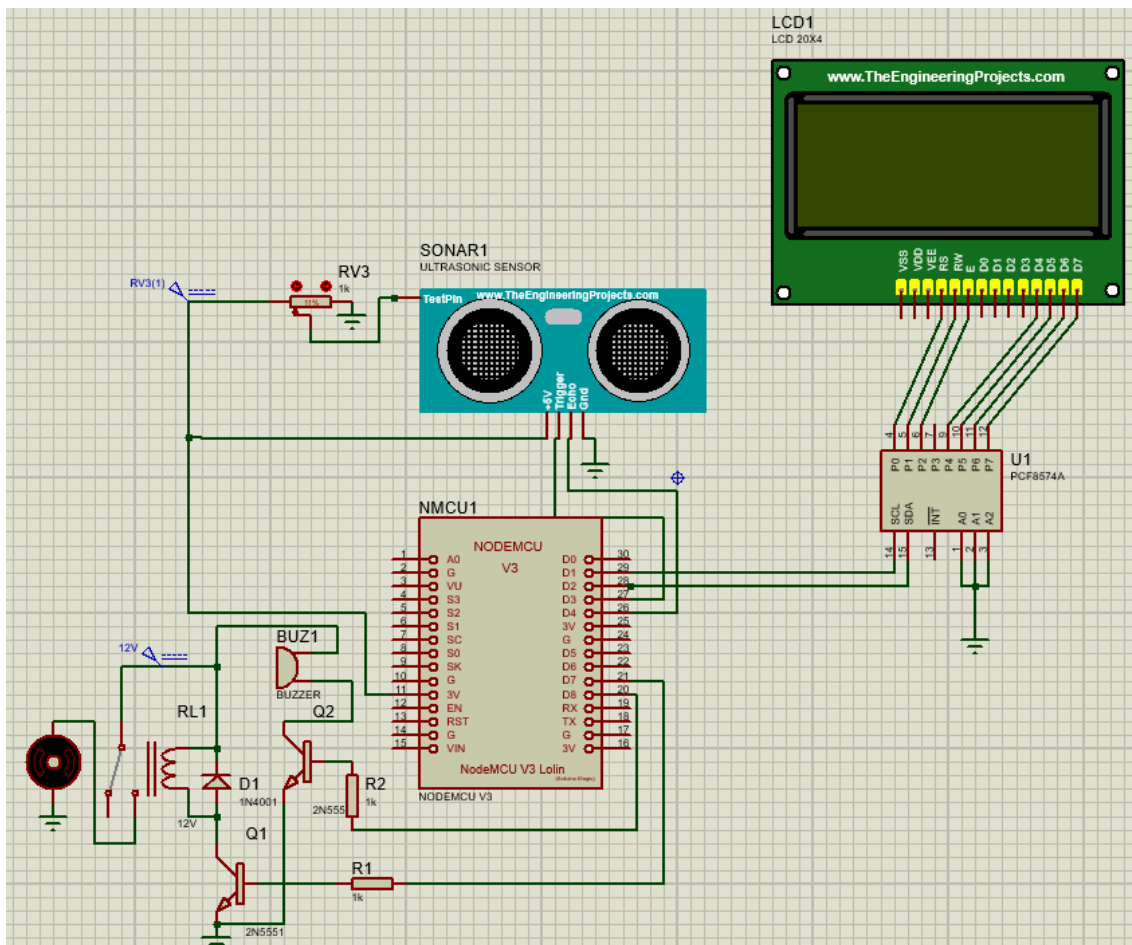 LCD1
LCD 20X4
www.TheEngineeringProjects.com
VSS
VDD
VEE
RS
RW
E
D0
D1
D2
D3
D4
D5
D6
D7
SONAR1
ULTRASONIC SENSOR
RV3(1)
RV3
1k
11%
TestPin
www.TheEngineeringProjects.com
+5V
Trigger
Echo
Gnd
4
5
6
7
9
10
11
12
P0
P1
P2
P3
P4
P5
P6
P7
U1
PCF8574A
SCL
SDA
INT
A0
A1
A2
14
15
13
1
2
3
NMCU1
NODEMCU
V3
1 A0 D0 30
2 G D1 29
3 VU D2 28
4 S3 D3 27
5 S2 D4 26
6 S1 3V 25
7 SC G 24
8 S0 D5 23
9 SK D6 22
10 G D7 21
11 3V D8 20
12 EN RX 19
13 RST TX 18
14 G G 17
15 VIN 3V 16
NodeMCU V3 Lolin
NODEMCU V3
12V
BUZ1
BUZZER
RL1
12V
Q2
2N555
D1
1N4001
R2
1k
Q1
2N5551
R1
1k